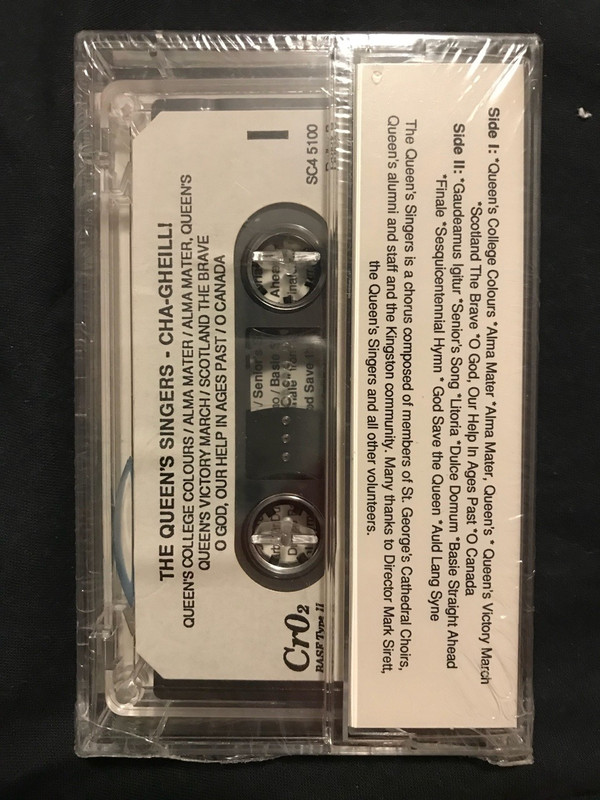 Side I: *Queen's College Colours *Alma Mater *Alma Mater, Queen's * Queen's Victory March
*Scotland The Brave *O God, Our Help In Ages Past *O Canada
Side II: *Gaudeamus Igitur *Senior's Song *Litoria *Dulce Domum *Basie Straight Ahead
*Finale *Sesquicentennial Hymn * God Save the Queen *Auld Lang Syne
The Queen's Singers is a chorus composed of members of St. George's Cathedral Choirs,
Queen's alumni and staff and the Kingston community. Many thanks to Director Mark Sirett,
the Queen's Singers and all other volunteers.
I
SC4 5100
THE QUEEN'S SINGERS - CHA-GHEILL!
QUEEN'S COLLEGE COLOURS / ALMA MATER / ALMA MATER, QUEEN'S
QUEEN'S VICTORY MARCH / SCOTLAND THE BRAVE
O GOD, OUR HELP IN AGES PAST / O CANADA
CrO2
BASF Type II
/ Senior's
/ Basie
od Save